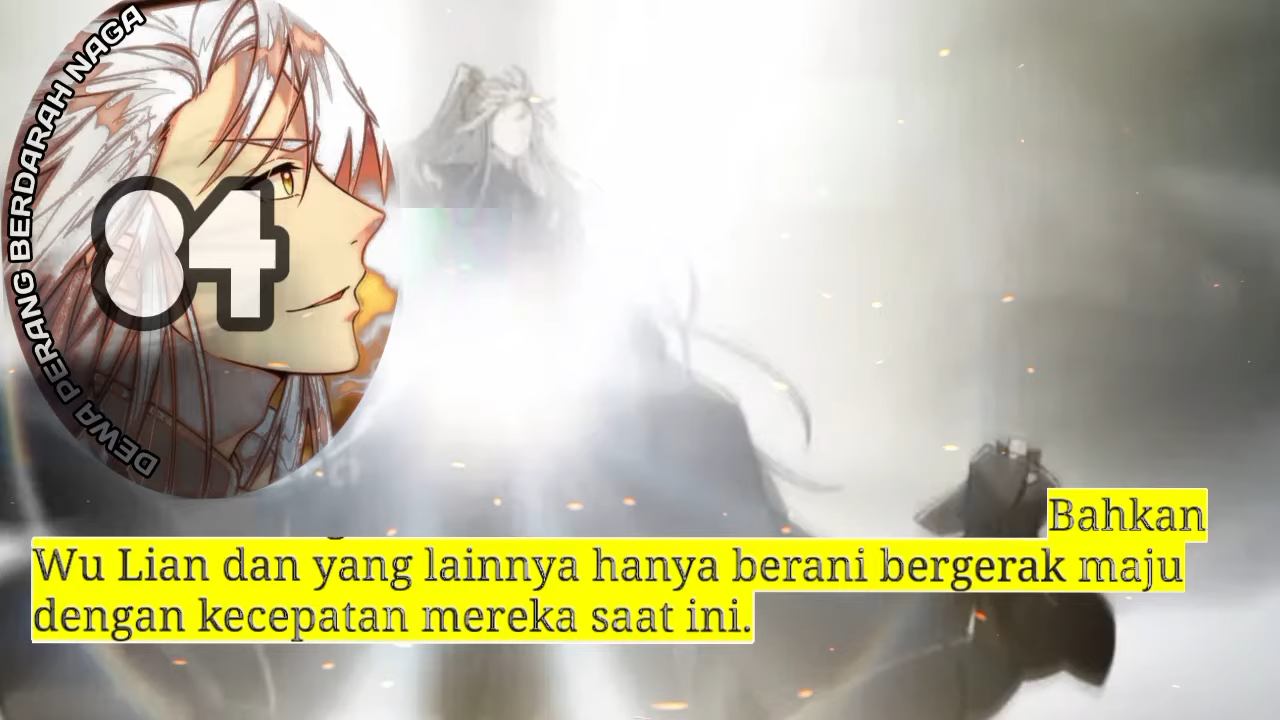 DEWA PERANG BERDARAH NAGA
84
Bahkan
Wu Lian dan yang lainnya hanya berani bergerak maju
dengan kecepatan mereka saat ini.